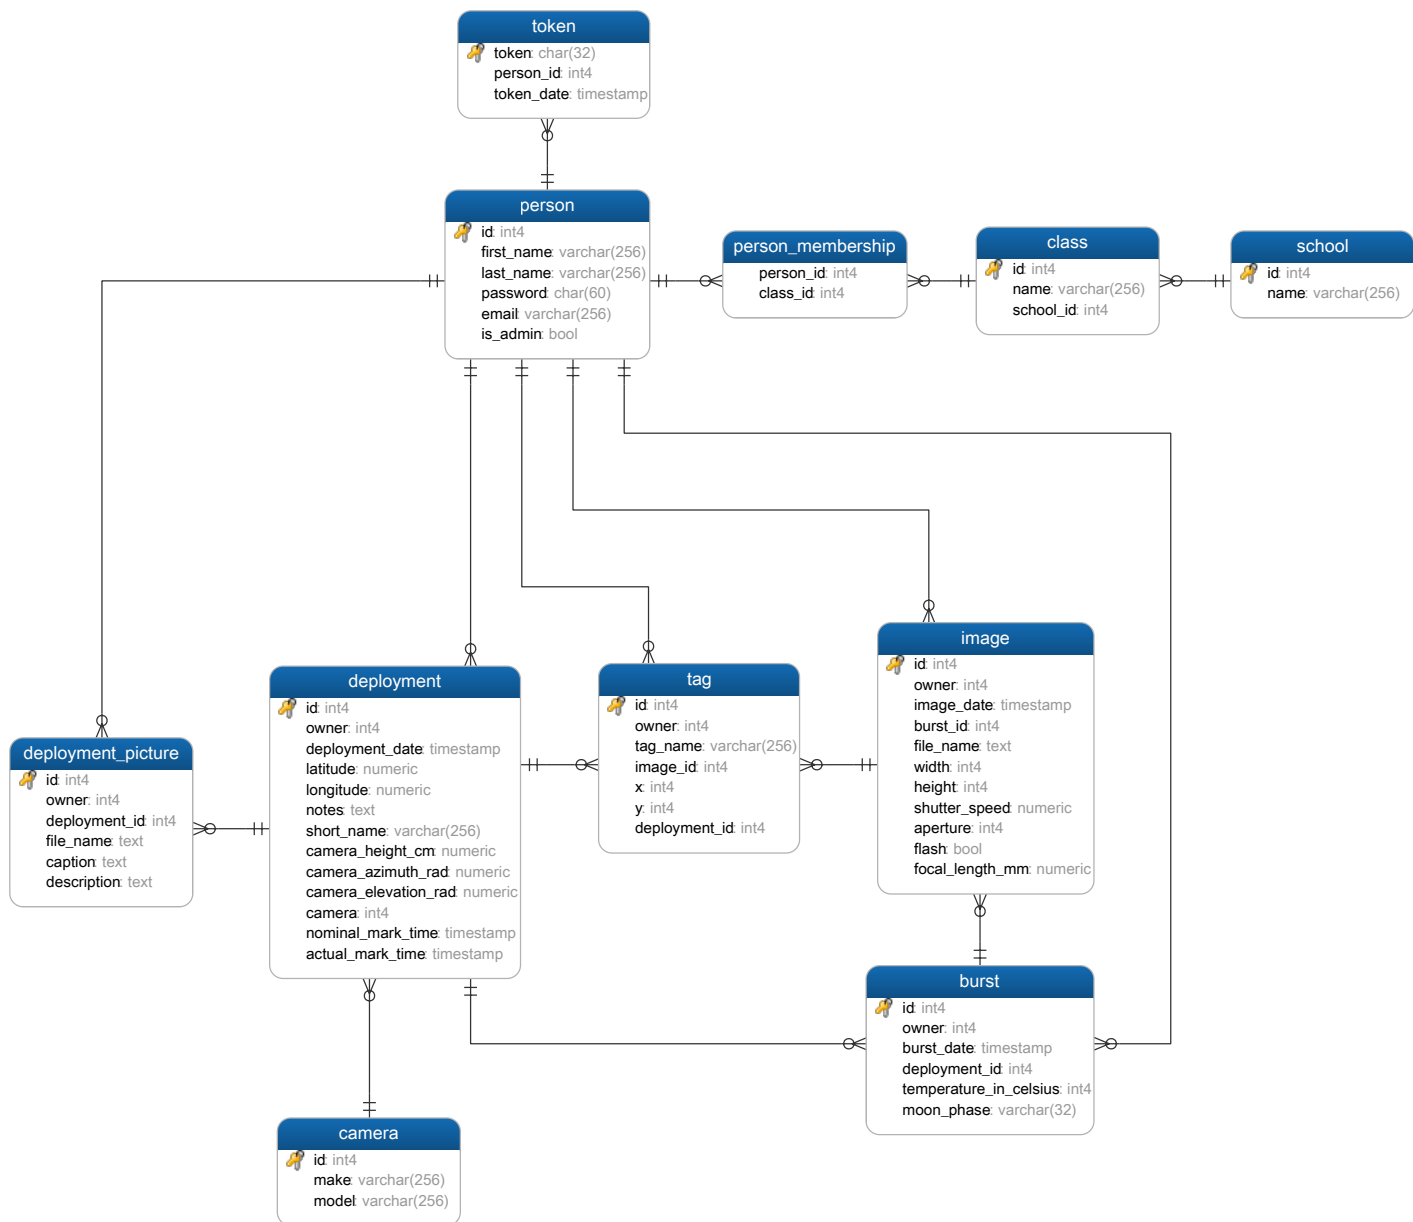 token
token: char(32)
person_id: int4
token_date: timestamp
person
id: int4
first_name: varchar(256)
last_name: varchar(256)
password: char(60)
email: varchar(256)
is_admin: bool
person_membership
person_id: int4
class_id: int4
class
id: int4
name: varchar(256)
school_id: int4
school
id: int4
name: varchar(256)
deployment_picture
id: int4
owner: int4
deployment_id: int4
file_name: text
caption: text
description: text
deployment
id: int4
owner: int4
deployment_date: timestamp
latitude: numeric
longitude: numeric
notes: text
short_name: varchar(256)
camera_height_cm: numeric
camera_azimuth_rad: numeric
camera_elevation_rad: numeric
camera: int4
nominal_mark_time: timestamp
actual_mark_time: timestamp
tag
id: int4
owner: int4
tag_name: varchar(256)
image_id: int4
x: int4
y: int4
deployment_id: int4
image
id: int4
owner: int4
image_date: timestamp
burst_id: int4
file_name: text
width: int4
height: int4
shutter_speed: numeric
aperture: int4
flash: bool
focal_length_mm: numeric
burst
id: int4
owner: int4
burst_date: timestamp
deployment_id: int4
temperature_in_celsius: int4
moon_phase: varchar(32)
camera
id: int4
make: varchar(256)
model: varchar(256)